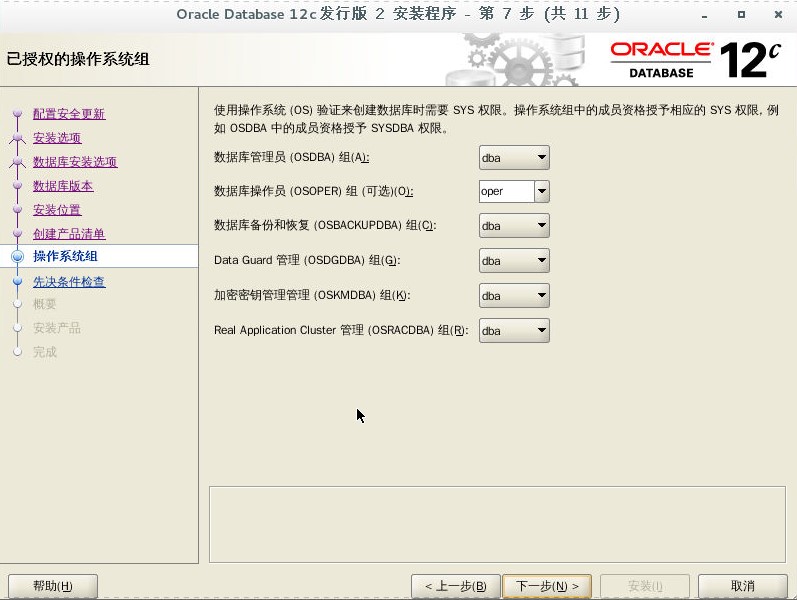 Oracle Database 12c 发行版 2 安装程序 - 第 7 步 (共 11 步)
已授权的操作系统组
ORACLE
DATABASE
12c
配置安全更新
安装选项
数据库安装选项
数据库版本
安装位置
创建产品清单
操作系统组
先决条件检查
概要
安装产品
完成
使用操作系统 (OS) 验证来创建数据库时需要 SYS 权限。操作系统组中的成员资格授予相应的 SYS 权限, 例
如 OSDBA 中的成员资格授予 SYSDBA 权限。
数据库管理员 (OSDBA) 组(A): dba
数据库操作员 (OSOPER) 组 (可选)(O): oper
数据库备份和恢复 (OSBACKUPDBA) 组(C): dba
Data Guard 管理 (OSDGDBA) 组(G): dba
加密密钥管理管理 (OSKMDBA) 组(K): dba
Real Application Cluster 管理 (OSRACDBA) 组(R): dba
帮助(H) < 上一步(B) 下一步(N) > 安装(I) 取消